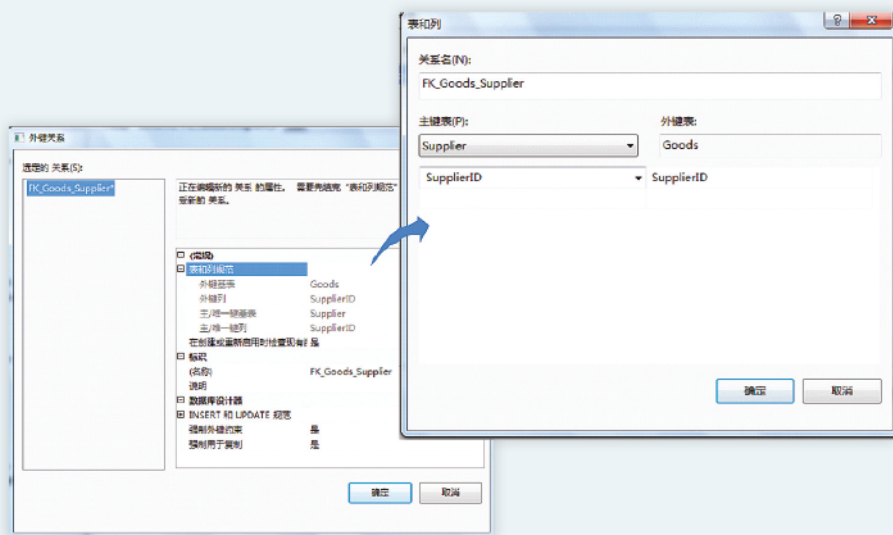 表和列
关系名(N):
FK_Goods_Supplier
主键表(P):
外键表:
Supplier
Goods
SupplierID
SupplierID
确定
取消
外键关系
选定的 关系(S):
FK_Goods_Supplier*
正在编辑新的 关系 的属性。 需要先填充“表和列规范”
受新的 关系。
(常规)
表和列规范
外键基表 Goods
外键列 SupplierID
主/唯一键基表 Supplier
主/唯一键列 SupplierID
在创建或重新启用时检查现有 是
标识
(名称) FK_Goods_Supplier
说明
数据库设计器
INSERT 和 UPDATE 规范
强制外键约束 是
强制用于复制 是
确定
取消